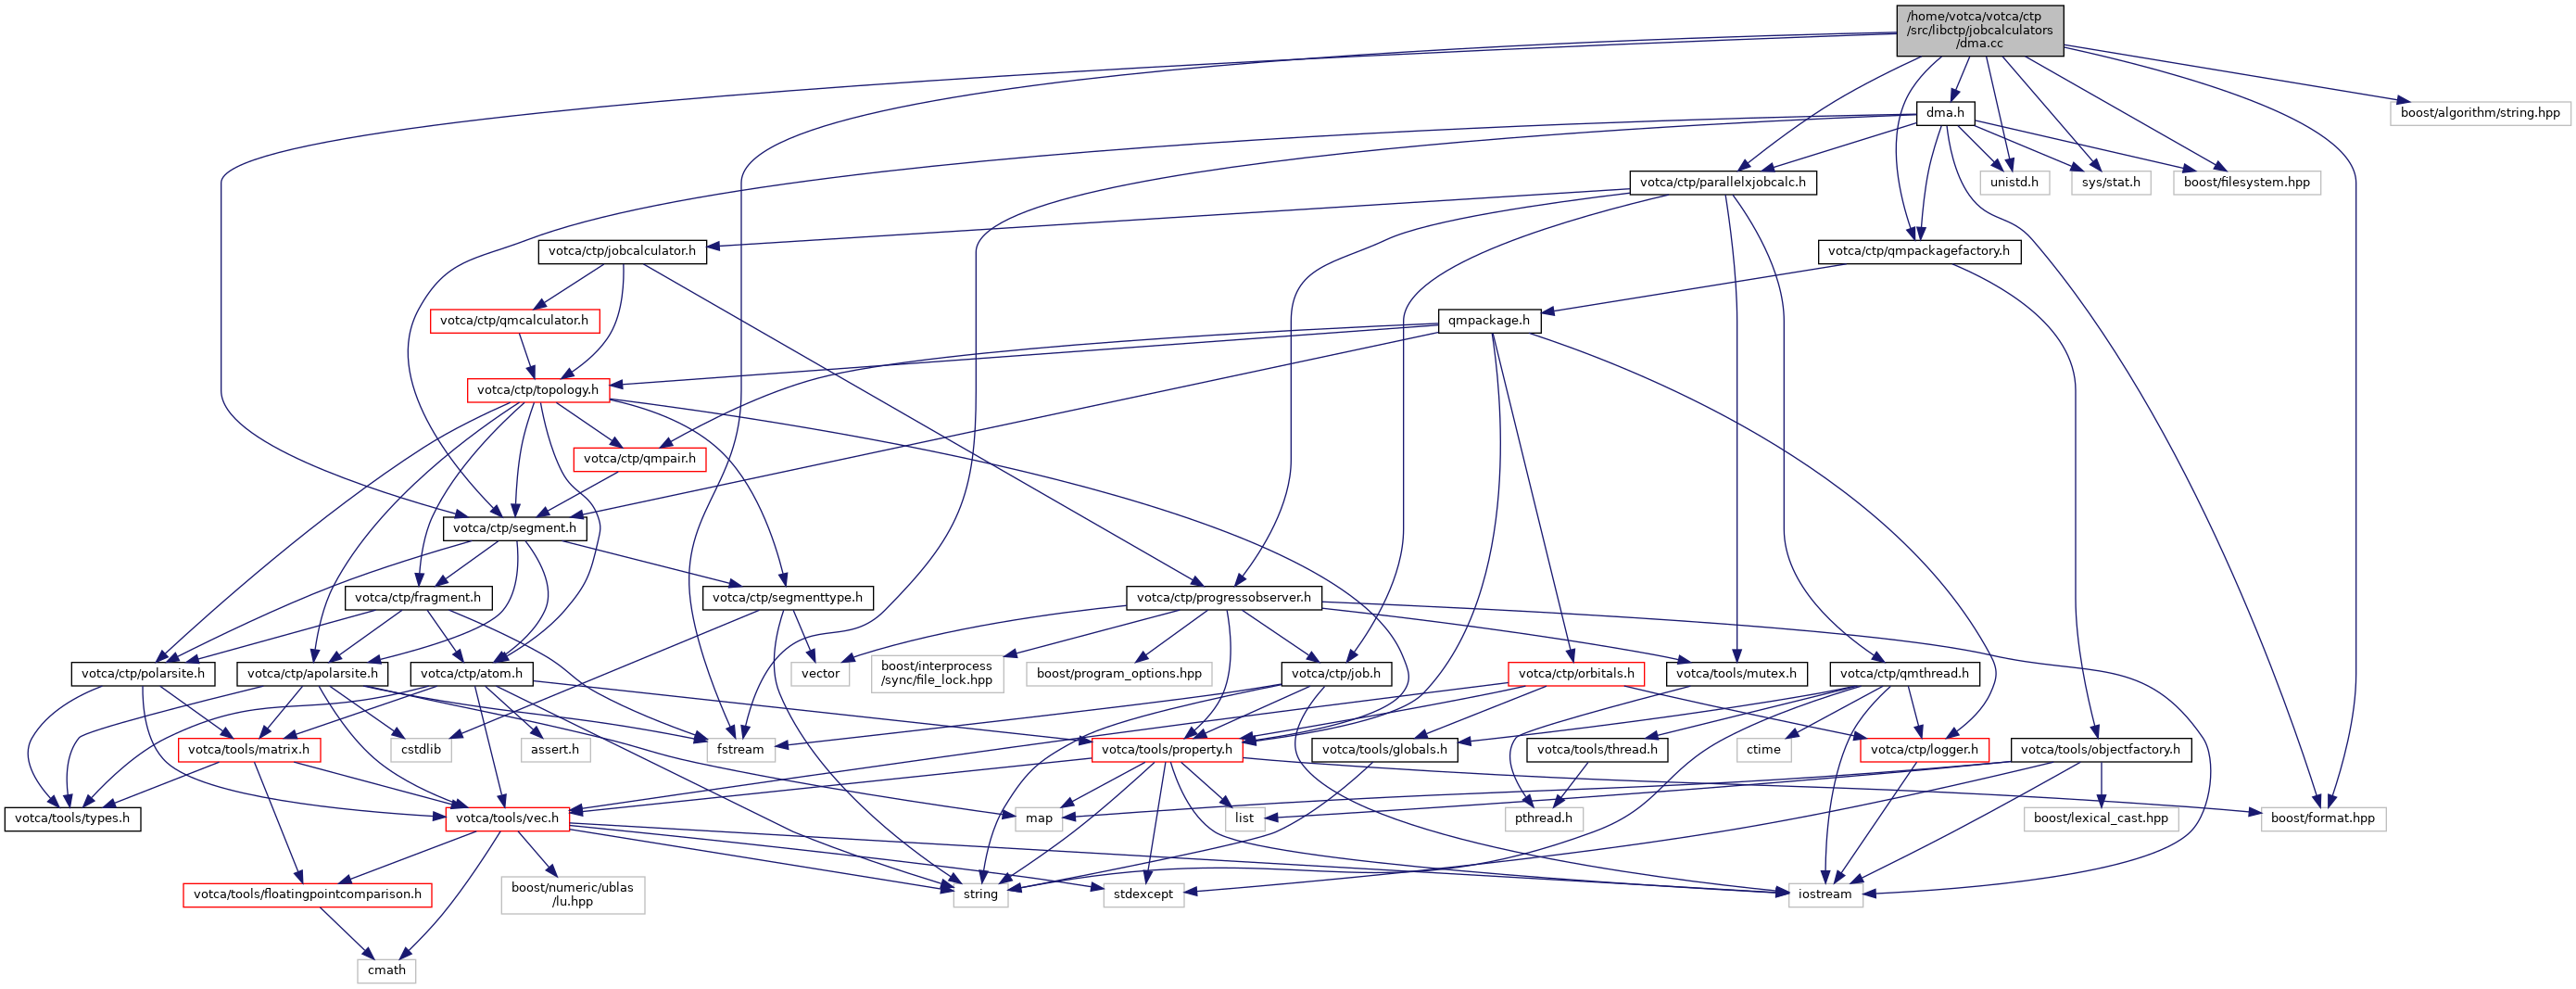 /home/votca/votca/ctp
/src/libctp/jobcalculators
/dma.cc
boost/algorithm/string.hpp
dma.h
votca/ctp/parallelxjobcalc.h
unistd.h
sys/stat.h
boost/filesystem.hpp
votca/ctp/jobcalculator.h
votca/ctp/qmpackagefactory.h
votca/ctp/qmcalculator.h
qmpackage.h
votca/ctp/topology.h
votca/ctp/qmpair.h
votca/ctp/segment.h
votca/ctp/fragment.h
votca/ctp/segmenttype.h
votca/ctp/progressobserver.h
votca/ctp/polarsite.h
votca/ctp/apolarsite.h
votca/ctp/atom.h
vector
boost/interprocess
/sync/file_lock.hpp
boost/program_options.hpp
votca/ctp/job.h
votca/ctp/orbitals.h
votca/tools/mutex.h
votca/ctp/qmthread.h
votca/tools/matrix.h
cstdlib
assert.h
fstream
votca/tools/property.h
votca/tools/globals.h
votca/tools/thread.h
ctime
votca/ctp/logger.h
votca/tools/objectfactory.h
votca/tools/types.h
votca/tools/vec.h
map
list
pthread.h
boost/lexical_cast.hpp
boost/format.hpp
votca/tools/floatingpointcomparison.h
boost/numeric/ublas
/lu.hpp
string
stdexcept
iostream
cmath